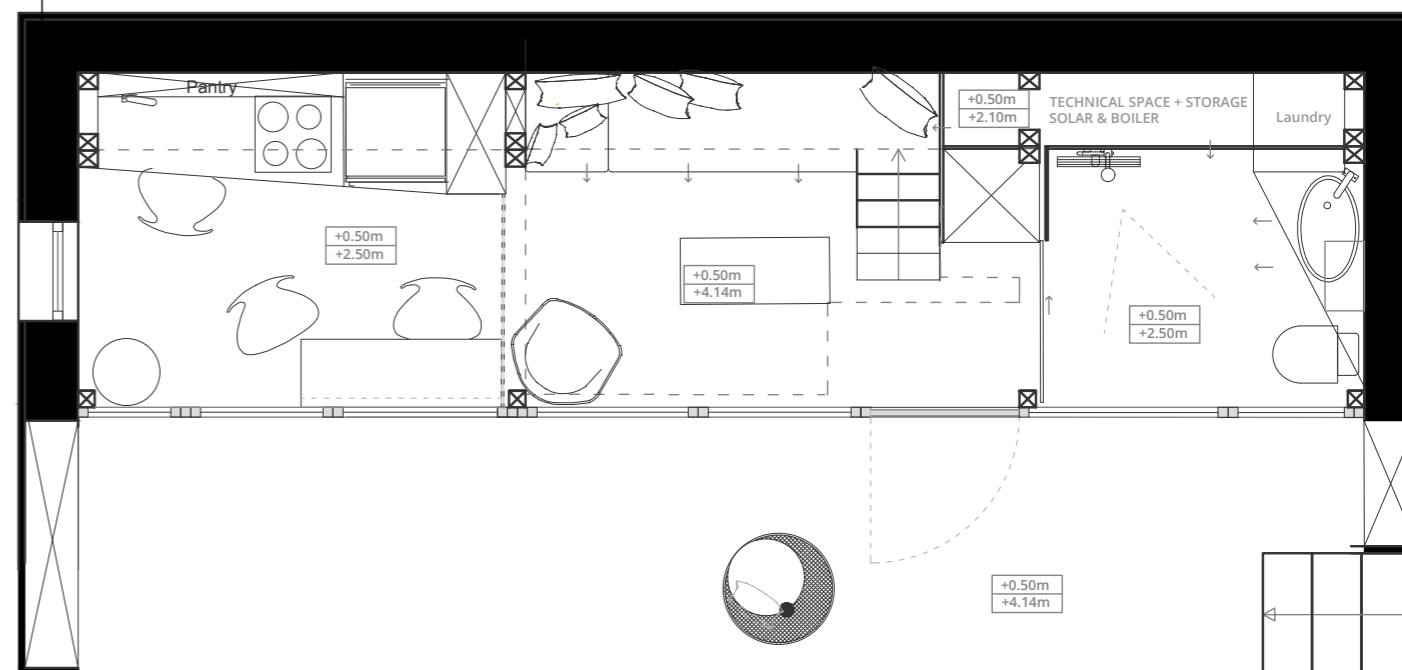 Pantry
+0.50m
+2.10m
TECHNICAL SPACE + STORAGE
SOLAR & BOILER
Laundry
+0.50m
+2.50m
+0.50m
+4.14m
+0.50m
+2.50m
+0.50m
+4.14m